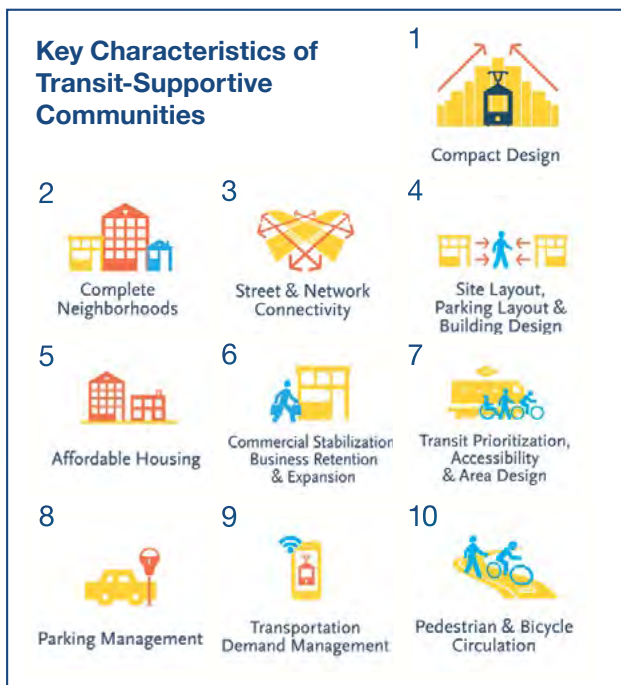 Key Characteristics of
Transit-Supportive
Communities
1
Compact Design
2
Complete
Neighborhoods
3
Street & Network
Connectivity
4
Site Layout,
Parking Layout &
Building Design
5
Affordable Housing
6
Commercial Stabilization
Business Retention
& Expansion
7
Transit Prioritization,
Accessibility
& Area Design
8
Parking Management
9
Transportation
Demand Management
10
Pedestrian & Bicycle
Circulation